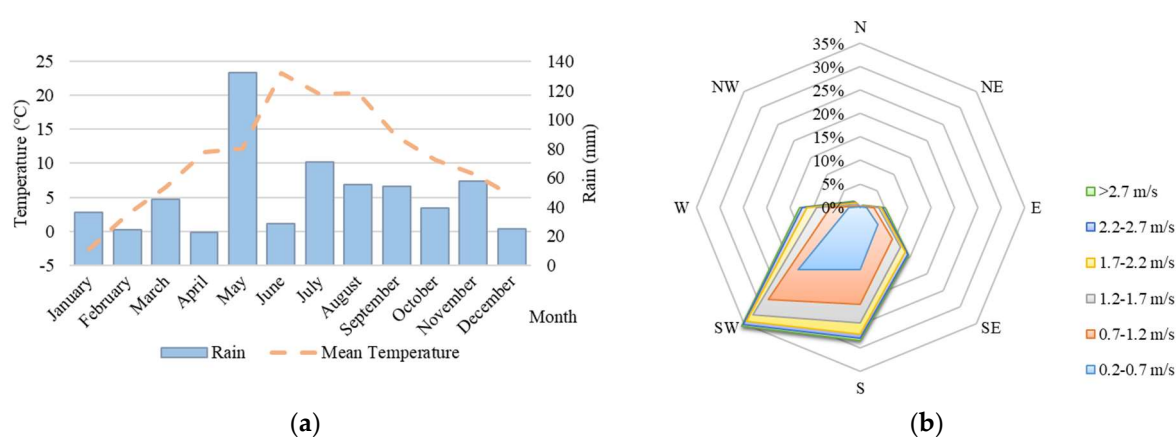 25
20
15
10
5
0
-5
Temperature (°C)
140
120
100
80
60
40
20
0
Rain (mm)
January
February
March
April
May
June
July
August
September
October
November
December
Month
Rain
Mean Temperature
(a)
N
NE
E
SE
S
SW
W
NW
35%
30%
25%
20%
15%
10%
5%
0%
>2.7 m/s
2.2-2.7 m/s
1.7-2.2 m/s
1.2-1.7 m/s
0.7-1.2 m/s
0.2-0.7 m/s
(b)